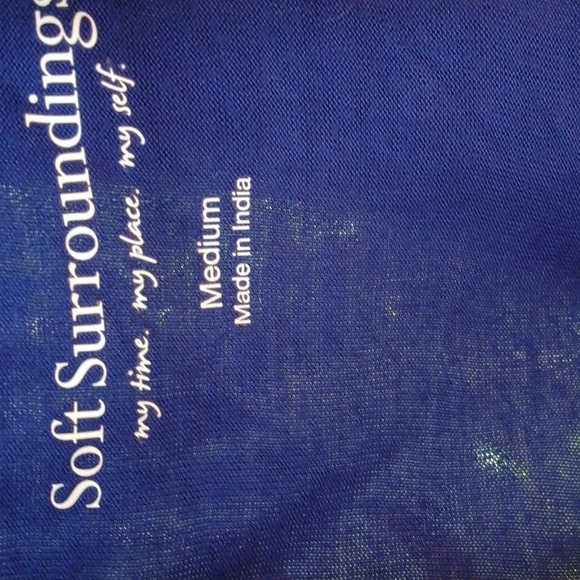 Soft Surroundings
my time. my place. my self.
Medium
Made in India